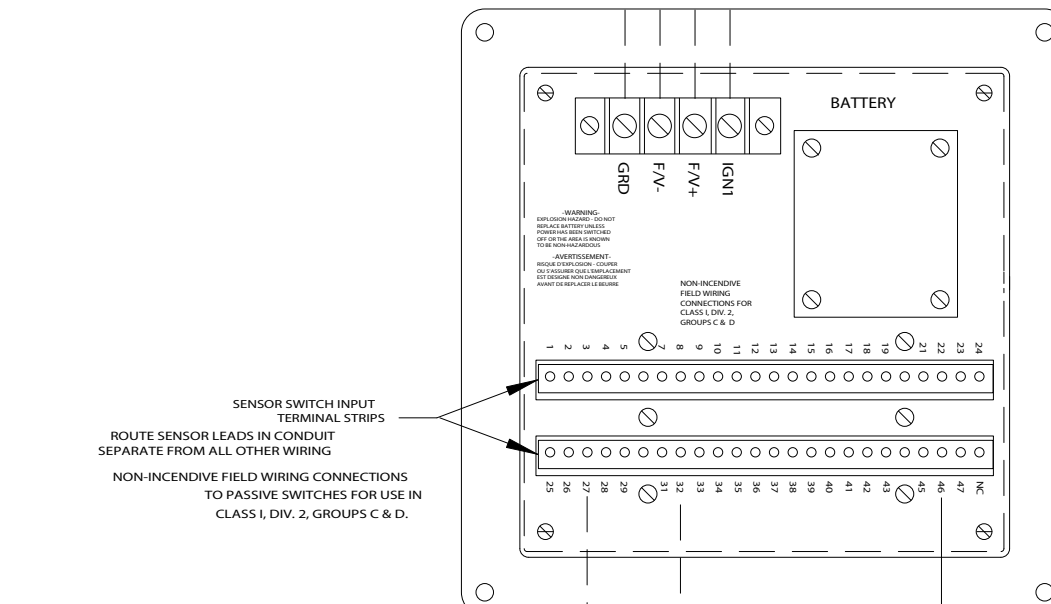 BATTERY
GRD
F/V-
F/V+
IGN1
-WARNING-
EXPLOSION HAZARD - DO NOT
REPLACE BATTERY UNLESS
POWER HAS BEEN SWITCHED
OFF OR THE AREA IS KNOWN
TO BE NON-HAZARDOUS
-AVERTISSEMENT-
RISQUE D'EXPLOSION - COUPER
OU S'ASSURER QUE L'EMPLACEMENT
EST DESIGNE NON DANGEREUX
AVANT DE REPLACER LE BEURRE
NON-INCENDIVE
FIELD WIRING
CONNECTIONS FOR
CLASS I, DIV. 2,
GROUPS C & D
1 2 3 4 5 7 8 9 10 11 12 13 14 15 16 17 18 19 21 22 23 24
SENSOR SWITCH INPUT
TERMINAL STRIPS
ROUTE SENSOR LEADS IN CONDUIT
SEPARATE FROM ALL OTHER WIRING
NON-INCENDIVE FIELD WIRING CONNECTIONS
TO PASSIVE SWITCHES FOR USE IN
CLASS I, DIV. 2, GROUPS C & D.
25 26 27 28 29 31 32 33 34 35 36 37 38 39 40 41 42 43 45 46 47 NC